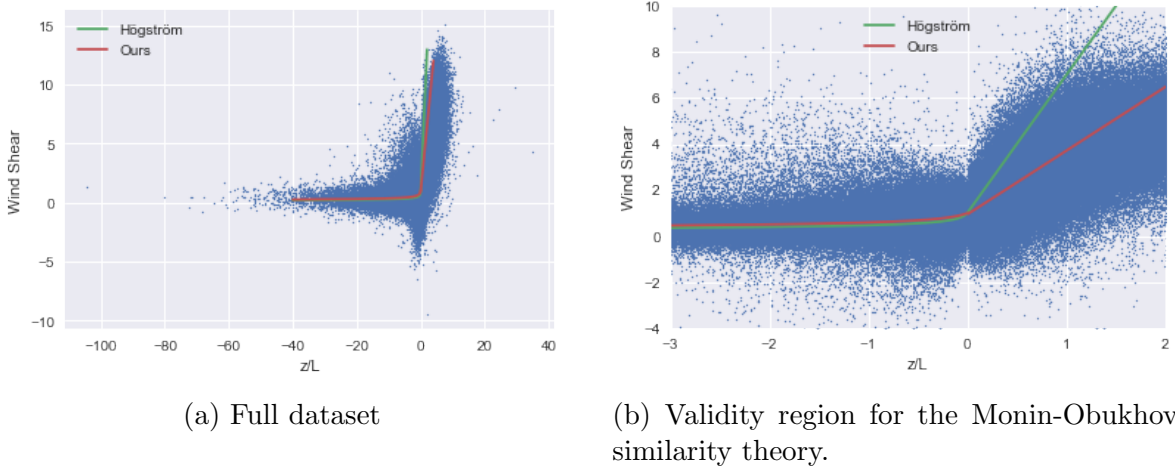 Högström
Ours
15
10
5
0
−5
−10
Wind Shear
−100
−80
−60
−40
−20
0
20
40
z/L
(a) Full dataset
Högström
Ours
10
8
6
4
2
0
−2
−4
Wind Shear
−3
−2
−1
0
1
2
z/L
(b) Validity region for the Monin-Obukhov
similarity theory.